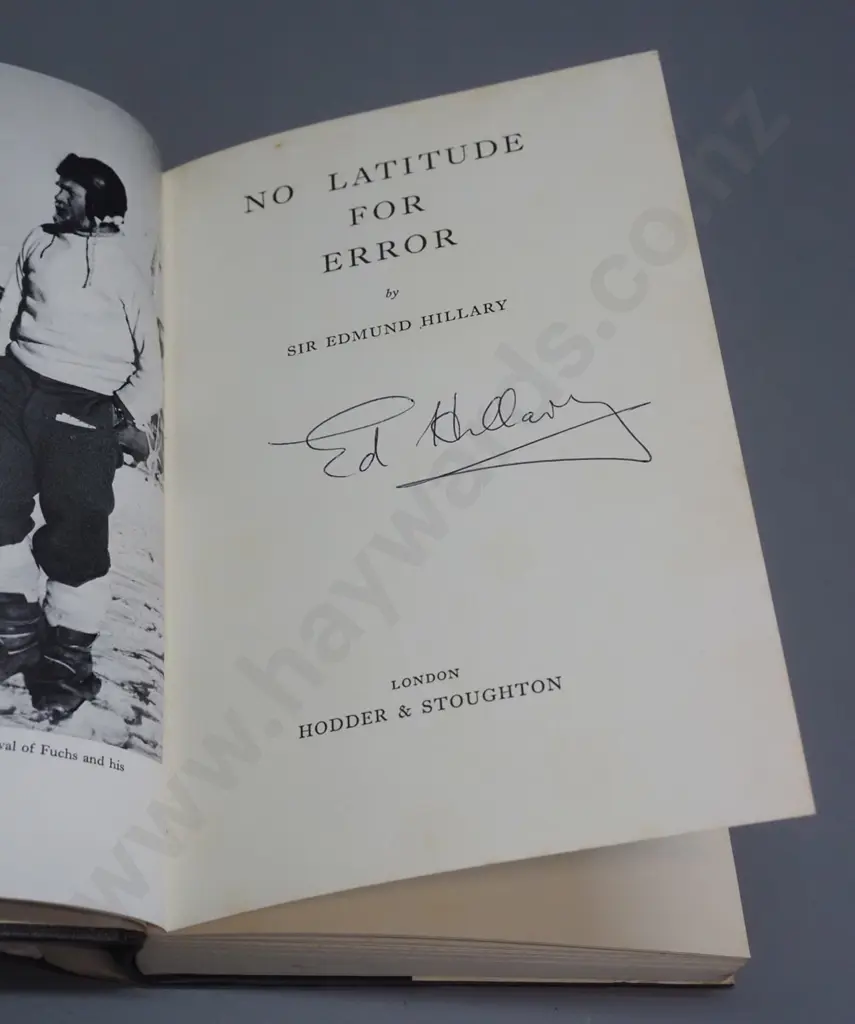 NO LATITUDE
FOR
ERROR
by
SIR EDMUND HILLARY
Ed Hillary
LONDON
HODDER & STOUGHTON
val of Fuchs and his
www.haywards.co.nz